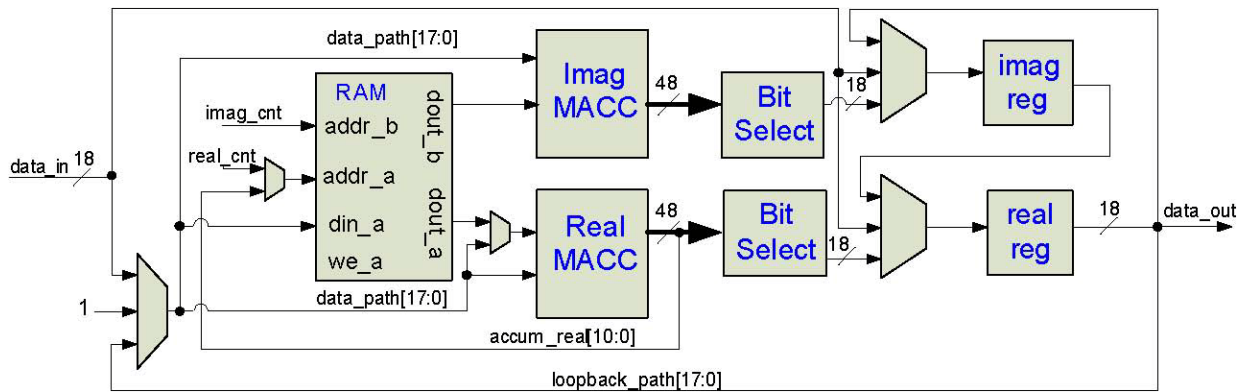 data_path[17:0]
Imag
MACC
48
Bit
Select
18
imag
reg
RAM
dout_b
imag_cnt
addr_b
real_cnt
data_in
18
addr_a
dout_a
din_a
we_a
Real
MACC
48
Bit
Select
18
real
reg
18
data_out
1
data_path[17:0]
accum_real[10:0]
loopback_path[17:0]